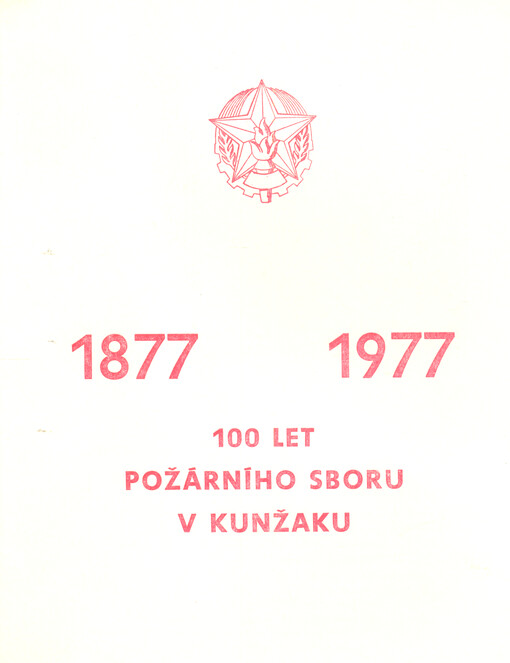 1877 1977
100 LET
POŽÁRNÍHO SBORU
V KUNŽAKU